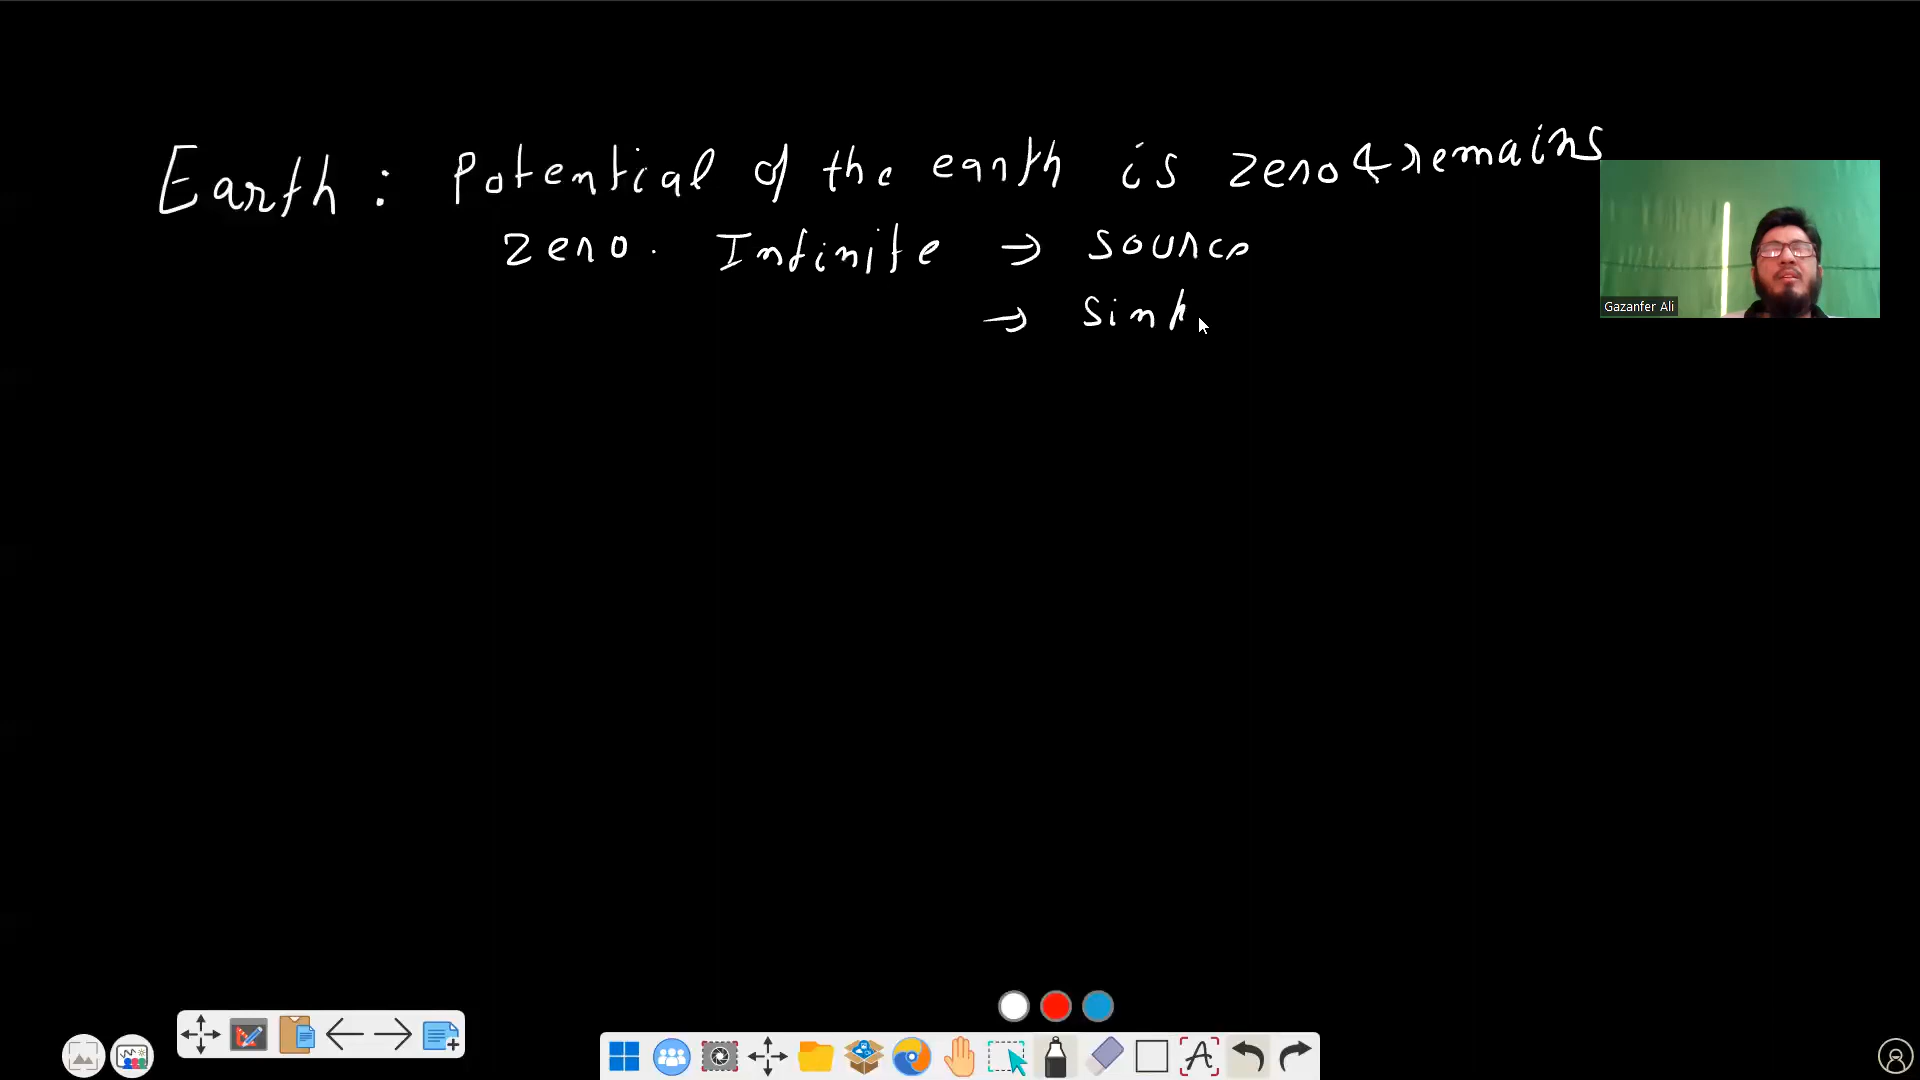 Earth : Potential of the earth is zero & remains
zero . Infinite → source
→ Sink
Gazanfer Ali